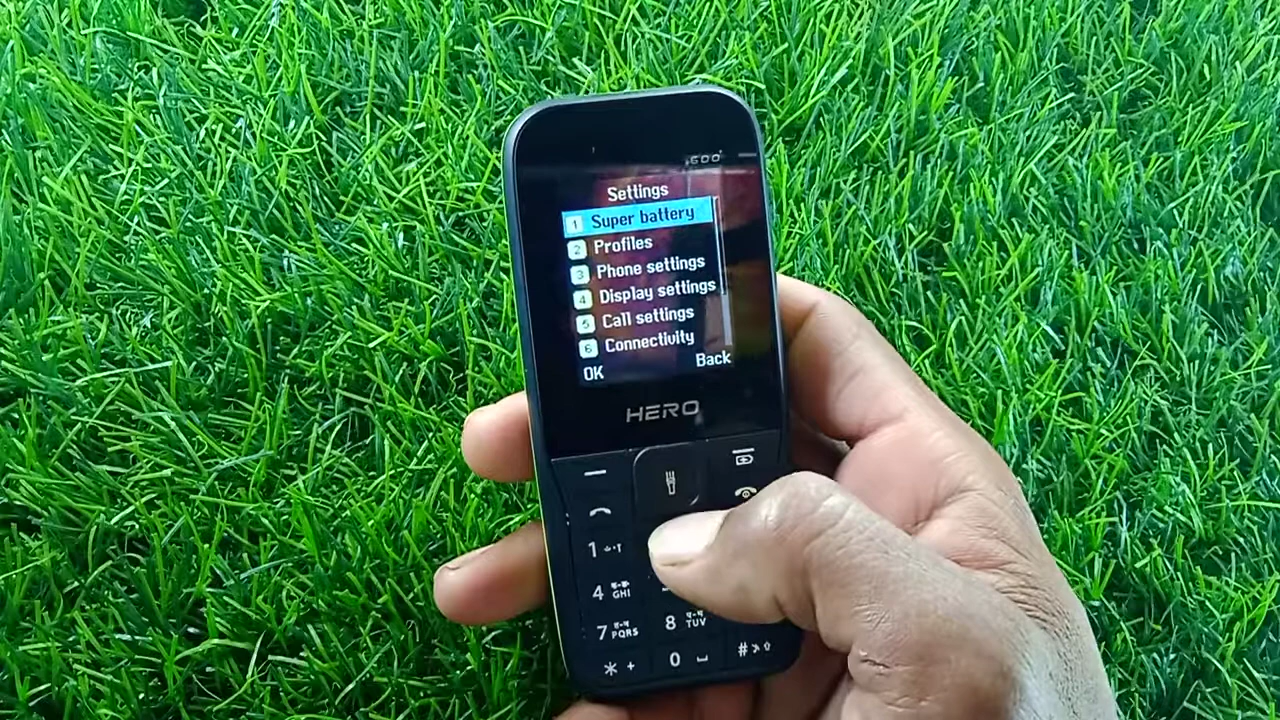 Settings
1 Super battery
2 Profiles
3 Phone settings
4 Display settings
5 Call settings
6 Connectivity
OK Back
HERO
1
4 GHI
7 PQRS 8 TUV
* + 0 #